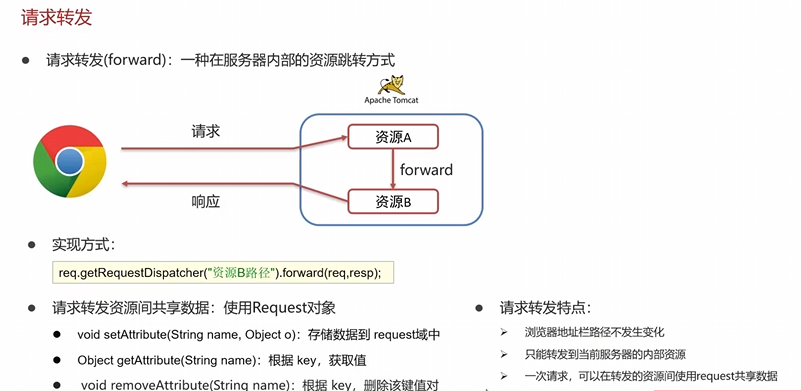 请求转发
请求转发(forward)：一种在服务器内部的资源跳转方式
Apache Tomcat
请求
资源A
forward
资源B
响应
实现方式：
req.getRequestDispatcher("资源B路径").forward(req,resp);
请求转发资源间共享数据：使用Request对象
void setAttribute(String name, Object o)：存储数据到 request域中
Object getAttribute(String name)：根据 key，获取值
void removeAttribute(String name)：根据 key，删除该键值对
请求转发特点：
浏览器地址栏路径不发生变化
只能转发到当前服务器的内部资源
一次请求，可以在转发的资源间使用request共享数据